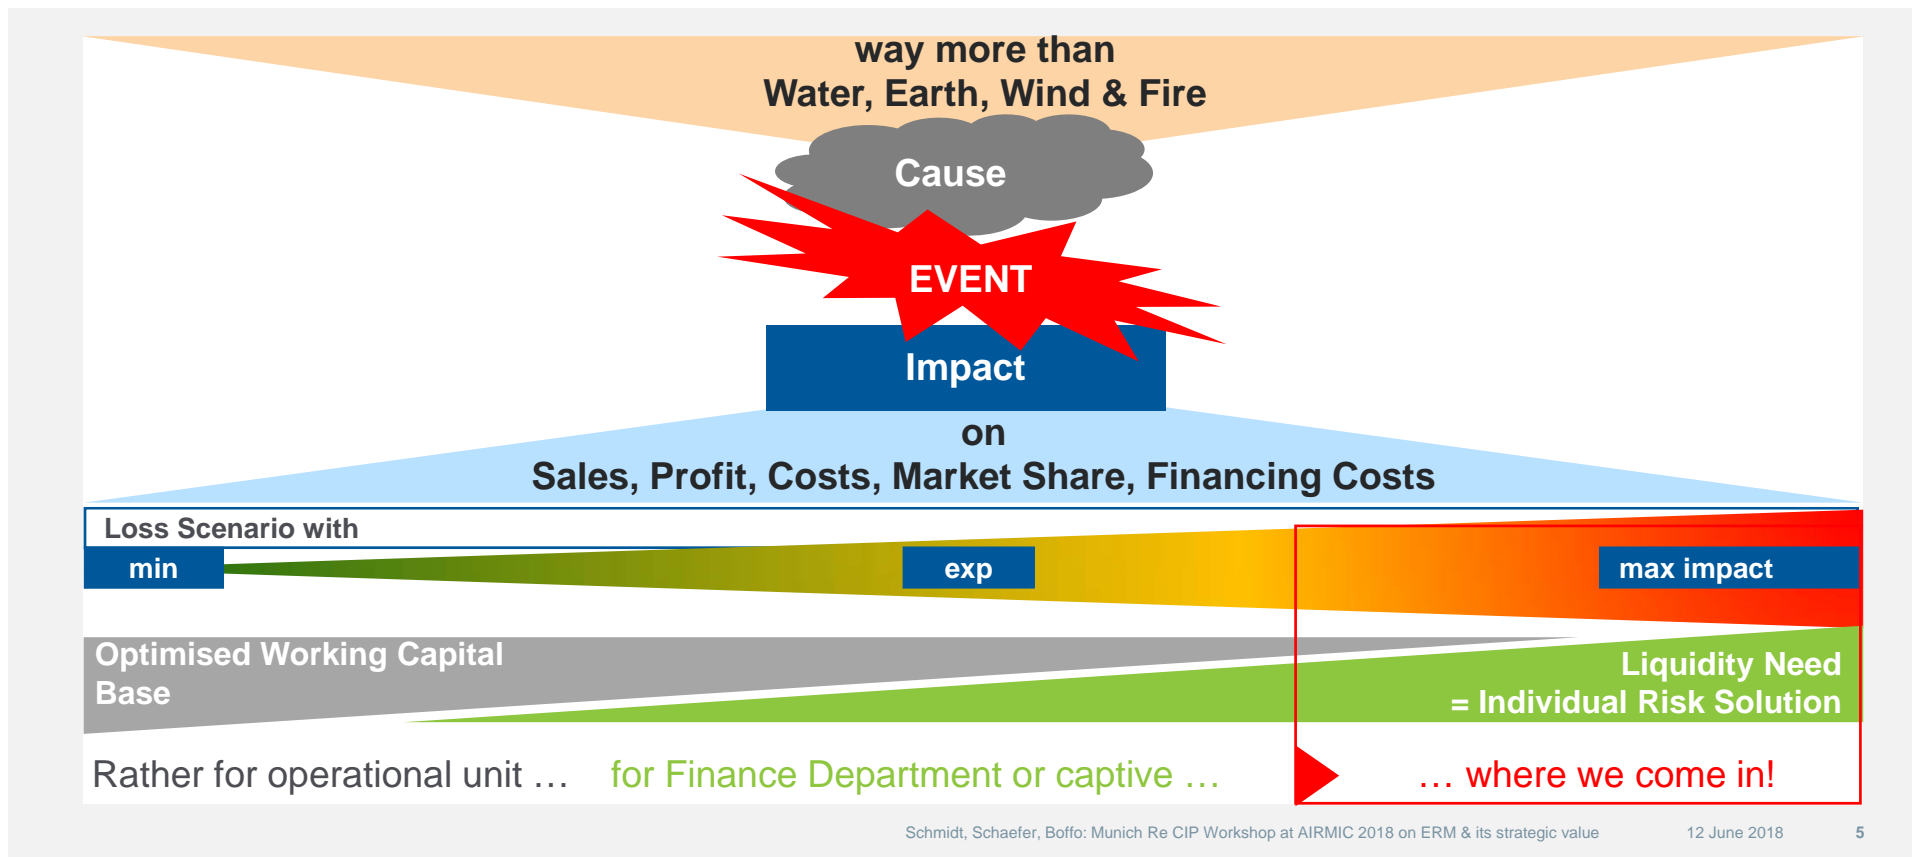 way more than
Water, Earth, Wind & Fire
Cause
EVENT
Impact
on
Sales, Profit, Costs, Market Share, Financing Costs
Loss Scenario with
min
exp
max impact
Optimised Working Capital
Base
Liquidity Need
= Individual Risk Solution
Rather for operational unit …
for Finance Department or captive …
… where we come in!
Schmidt, Schaefer, Boffo: Munich Re CIP Workshop at AIRMIC 2018 on ERM & its strategic value
12 June 2018
5